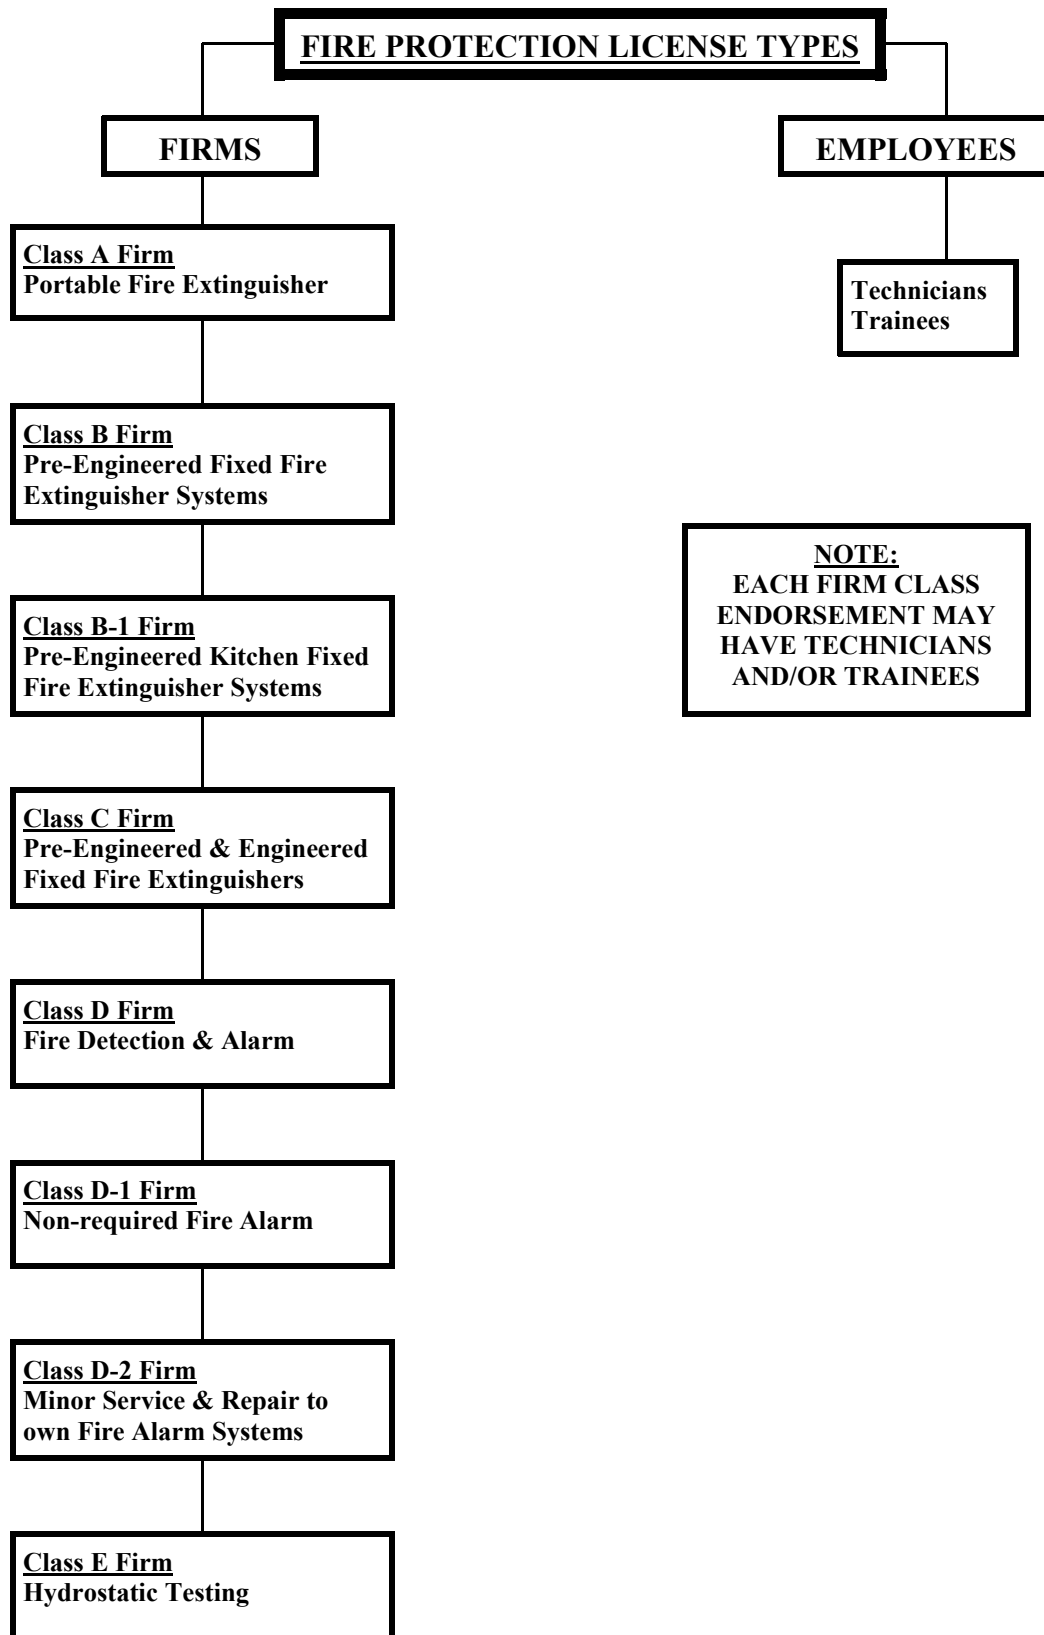 FIRE PROTECTION LICENSE TYPES
FIRMS
EMPLOYEES
Class A Firm
Portable Fire Extinguisher
Technicians
Trainees
Class B Firm
Pre-Engineered Fixed Fire
Extinguisher Systems
NOTE:
EACH FIRM CLASS
ENDORSEMENT MAY
HAVE TECHNICIANS
AND/OR TRAINEES
Class B-1 Firm
Pre-Engineered Kitchen Fixed
Fire Extinguisher Systems
Class C Firm
Pre-Engineered & Engineered
Fixed Fire Extinguishers
Class D Firm
Fire Detection & Alarm
Class D-1 Firm
Non-required Fire Alarm
Class D-2 Firm
Minor Service & Repair to
own Fire Alarm Systems
Class E Firm
Hydrostatic Testing